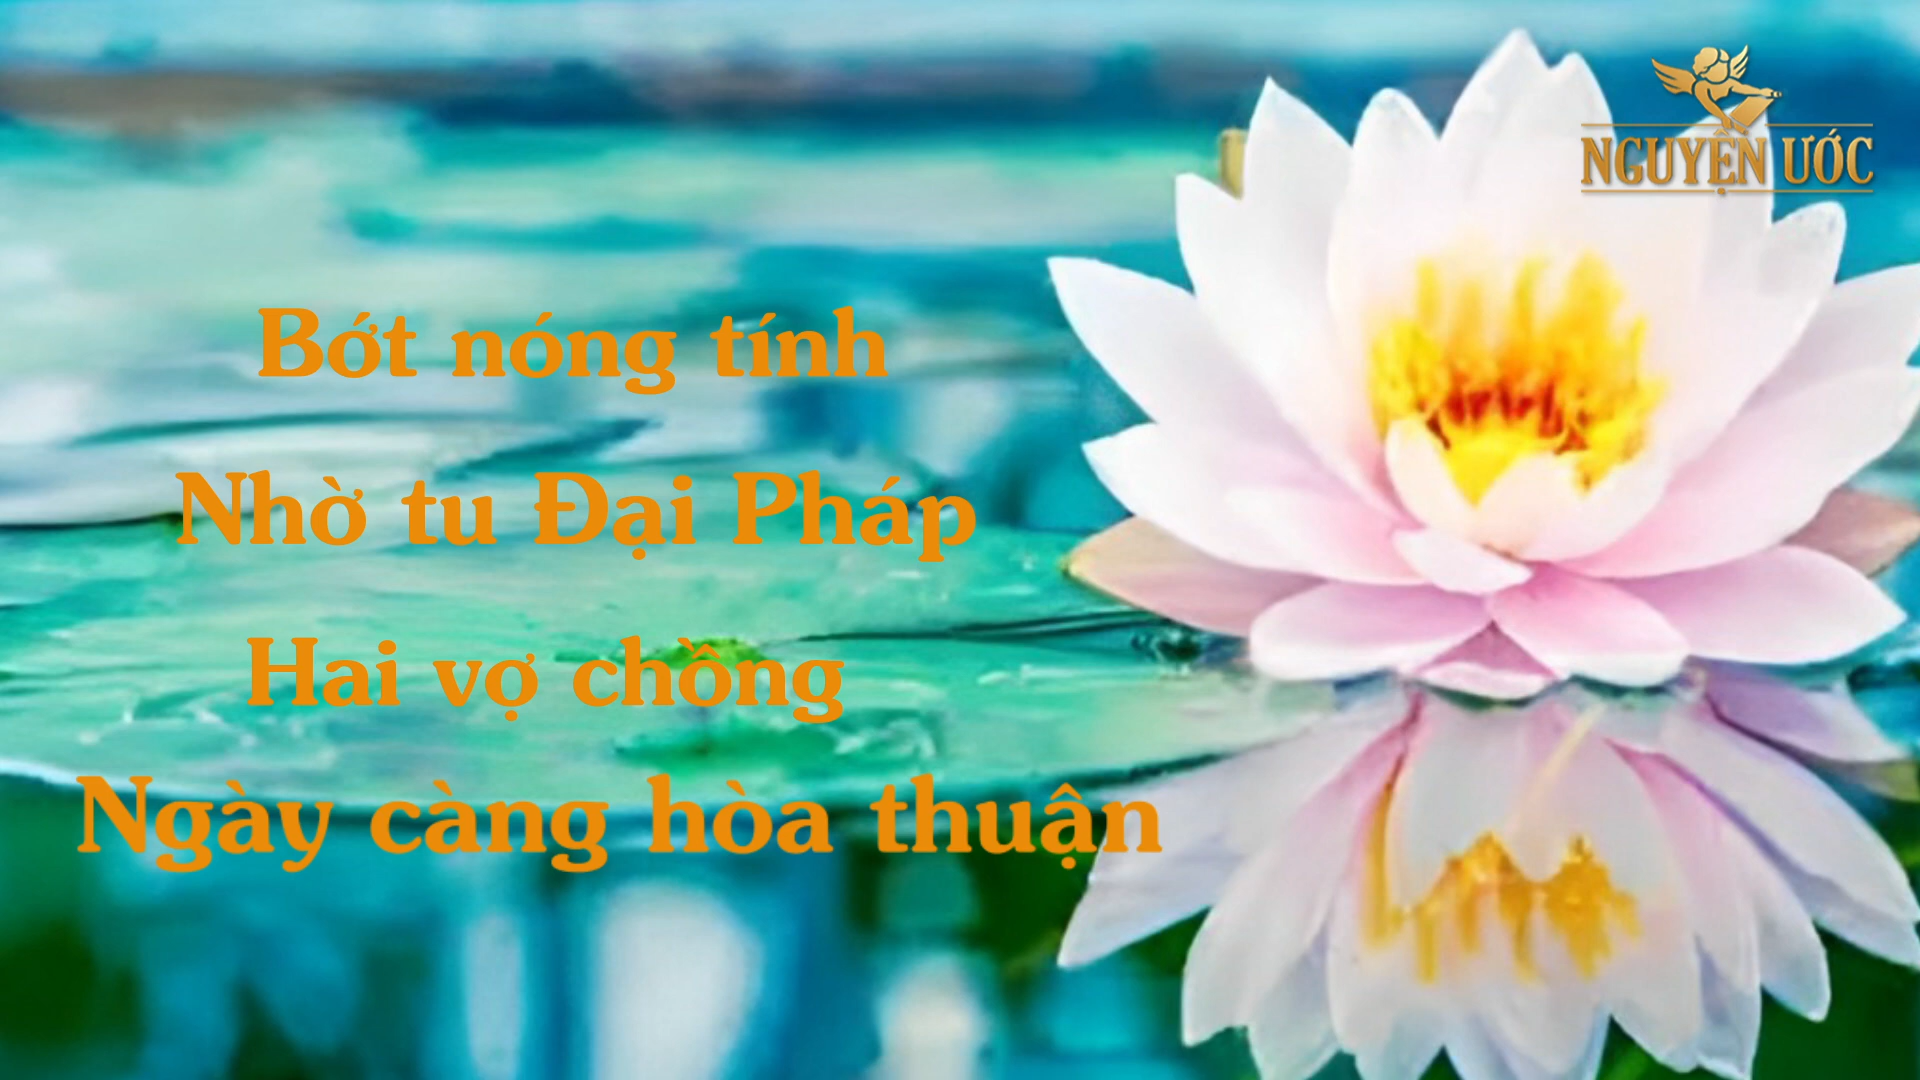 NGUYỆN ƯỚC
Bớt nóng tính
Nhờ tu Đại Pháp
Hai vợ chồng
Ngày càng hòa thuận